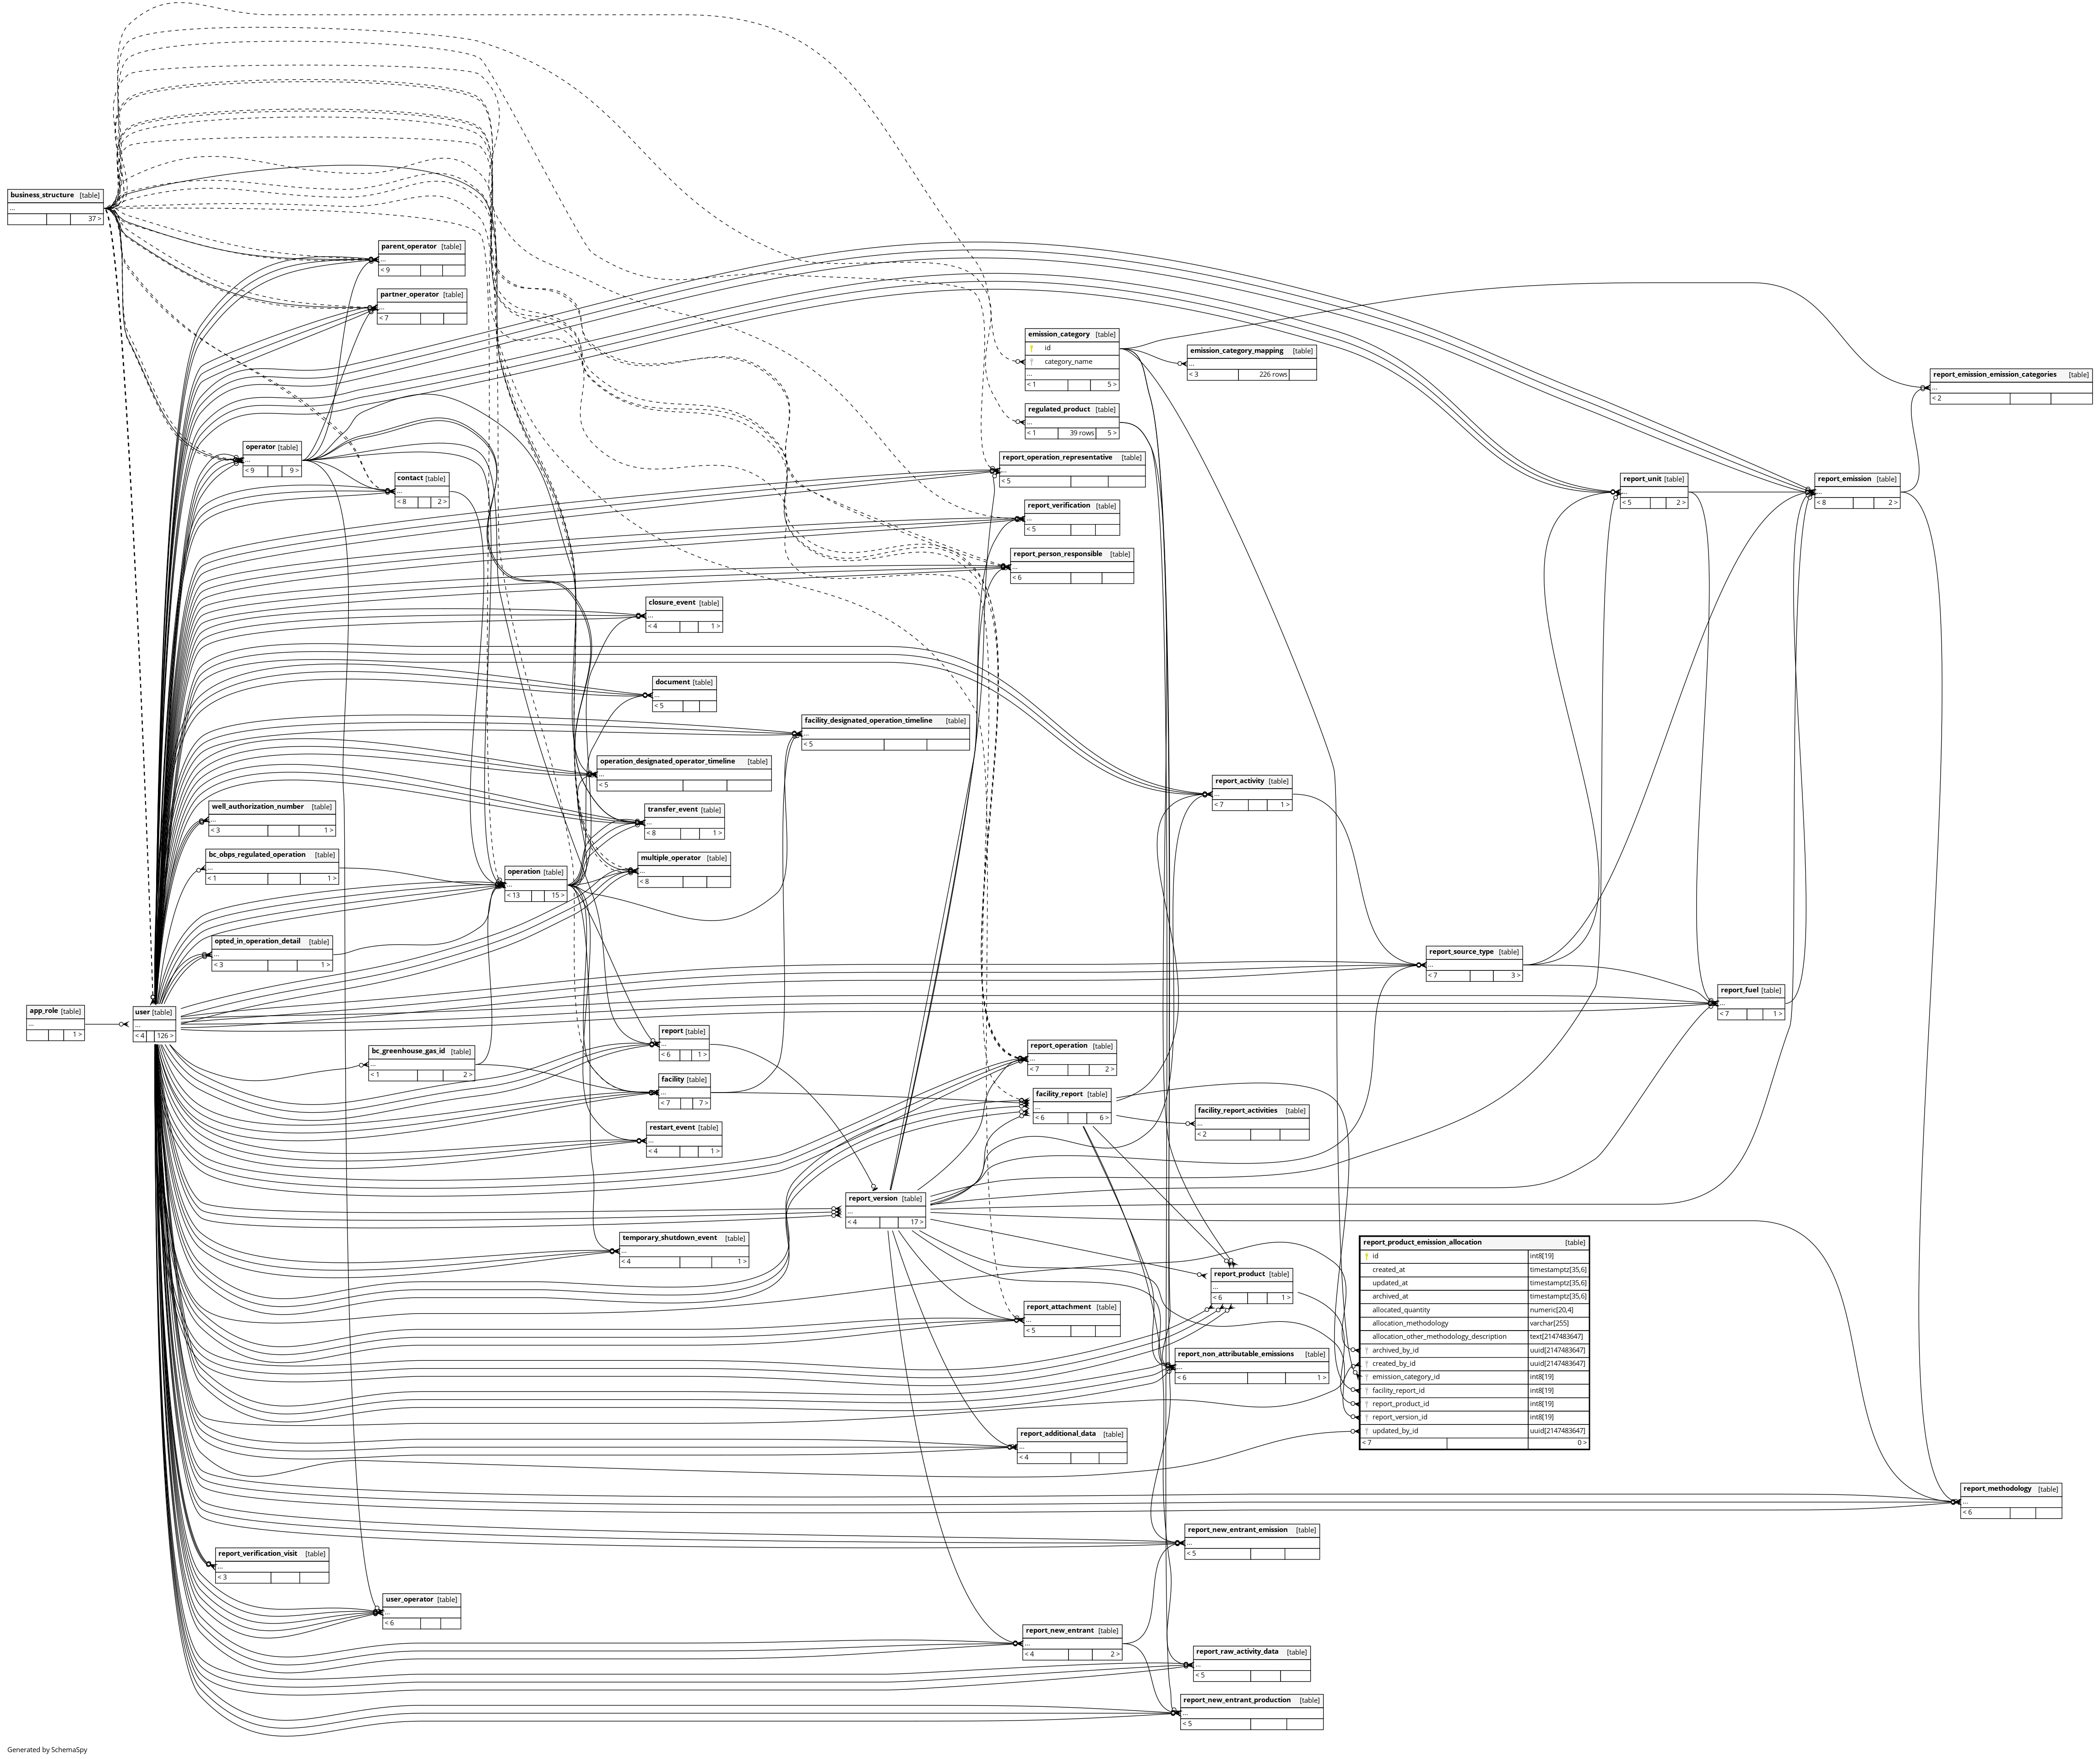 business_structure [table]
...
37 >
parent_operator [table]
...
< 9
partner_operator [table]
...
< 7
emission_category [table]
id
category_name
...
< 1 5 >
emission_category_mapping [table]
...
< 3 226 rows
report_emission_emission_categories [table]
...
< 2
regulated_product [table]
...
< 1 39 rows 5 >
operator [table]
...
< 9 9 >
report_operation_representative [table]
...
< 5
contact [table]
...
< 8 2 >
report_unit [table]
...
< 5 2 >
report_emission [table]
...
< 8 2 >
report_verification [table]
...
< 5
report_person_responsible [table]
...
< 6
closure_event [table]
...
< 4 1 >
document [table]
...
< 5
facility_designated_operation_timeline [table]
...
< 5
operation_designated_operator_timeline [table]
...
< 5
report_activity [table]
...
< 7 1 >
well_authorization_number [table]
...
< 3 1 >
transfer_event [table]
...
< 8 1 >
bc_obps_regulated_operation [table]
...
< 1 1 >
multiple_operator [table]
...
< 8
operation [table]
...
< 13 15 >
opted_in_operation_detail [table]
...
< 3 1 >
report_source_type [table]
...
< 7 3 >
report_fuel [table]
...
< 7 1 >
app_role [table]
...
1 >
user [table]
...
< 4 126 >
report [table]
...
< 6 1 >
bc_greenhouse_gas_id [table]
...
< 1 2 >
report_operation [table]
...
< 7 2 >
facility [table]
...
< 7 7 >
facility_report [table]
...
< 6 6 >
facility_report_activities [table]
...
< 2
restart_event [table]
...
< 4 1 >
report_version [table]
...
< 4 17 >
temporary_shutdown_event [table]
...
< 4 1 >
report_product_emission_allocation [table]
id int8[19]
created_at timestamptz[35,6]
updated_at timestamptz[35,6]
archived_at timestamptz[35,6]
allocated_quantity numeric[20,4]
allocation_methodology varchar[255]
allocation_other_methodology_description text[2147483647]
archived_by_id uuid[2147483647]
created_by_id uuid[2147483647]
emission_category_id int8[19]
facility_report_id int8[19]
report_product_id int8[19]
report_version_id int8[19]
updated_by_id uuid[2147483647]
< 7 0 >
report_product [table]
...
< 6 1 >
report_attachment [table]
...
< 5
report_non_attributable_emissions [table]
...
< 6 1 >
report_additional_data [table]
...
< 4
report_methodology [table]
...
< 6
report_new_entrant_emission [table]
...
< 5
report_verification_visit [table]
...
< 3
user_operator [table]
...
< 6
report_new_entrant [table]
...
< 4 2 >
report_raw_activity_data [table]
...
< 5
report_new_entrant_production [table]
...
< 5
Generated by SchemaSpy